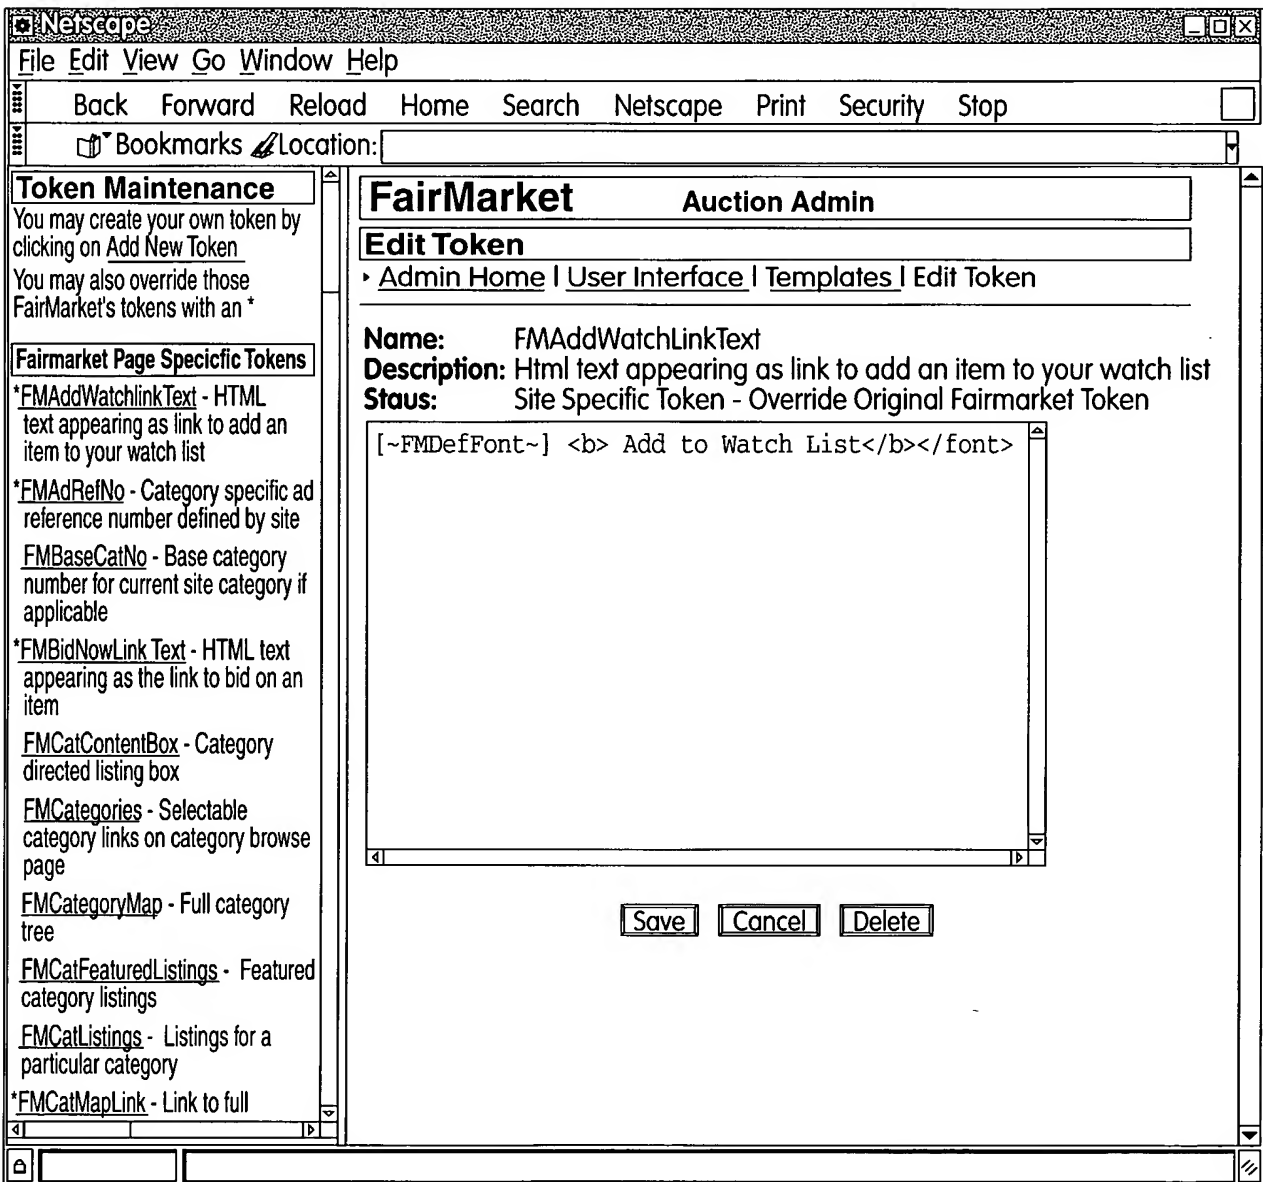 Netscape
File Edit View Go Window Help
Back Forward Reload Home Search Netscape Print Security Stop
Bookmarks Location:
Token Maintenance
You may create your own token by
clicking on Add New Token
You may also override those
FairMarket's tokens with an *
Fairmarket Page Specicfic Tokens
*FMAddWatchlinkText - HTML
text appearing as link to add an
item to your watch list
*FMAdRefNo - Category specific ad
reference number defined by site
FMBaseCatNo - Base category
number for current site category if
applicable
*FMBidNowLink Text - HTML text
appearing as the link to bid on an
item
FMCatContentBox - Category
directed listing box
FMCategories - Selectable
category links on category browse
page
FMCategoryMap - Full category
tree
FMCatFeaturedListings - Featured
category listings
FMCatListings - Listings for a
particular category
*FMCatMapLink - Link to full
FairMarket Auction Admin
Edit Token
Admin Home | User Interface | Templates | Edit Token
Name: FMAddWatchLinkText
Description: Html text appearing as link to add an item to your watch list
Staus: Site Specific Token - Override Original Fairmarket Token
[~FMDefFont~] <b> Add to Watch List</b></font>
Save Cancel Delete